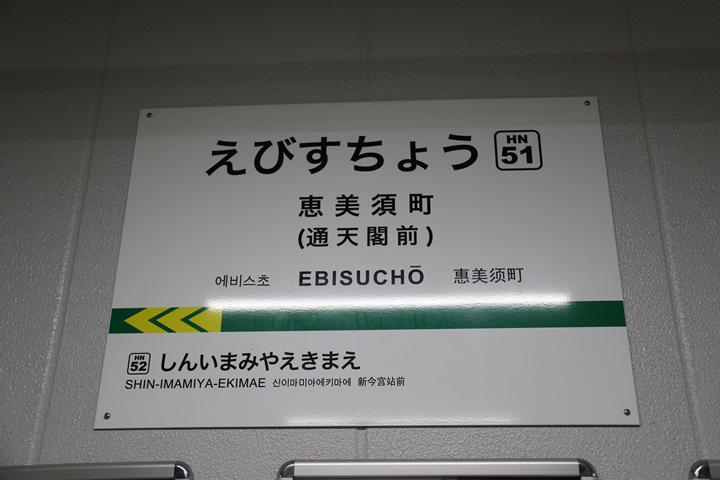 えびすちょう HN 51
恵美須町
(通天閣前)
에비스초 EBISUCHŌ 惠美须町
HN 52 しんいまみやえきまえ
SHIN-IMAMIYA-EKIMAE 신이마미야에키마에 新今宫站前